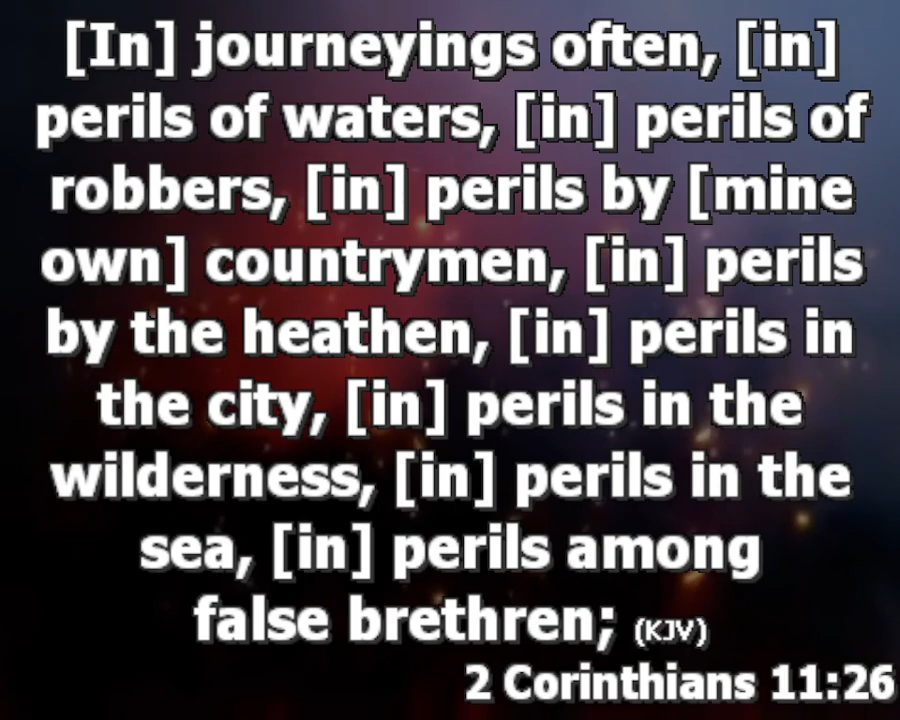 [In] journeyings often, [in]
perils of waters, [in] perils of
robbers, [in] perils by [mine
own] countrymen, [in] perils
by the heathen, [in] perils in
the city, [in] perils in the
wilderness, [in] perils in the
sea, [in] perils among
false brethren; (KJV)
2 Corinthians 11:26